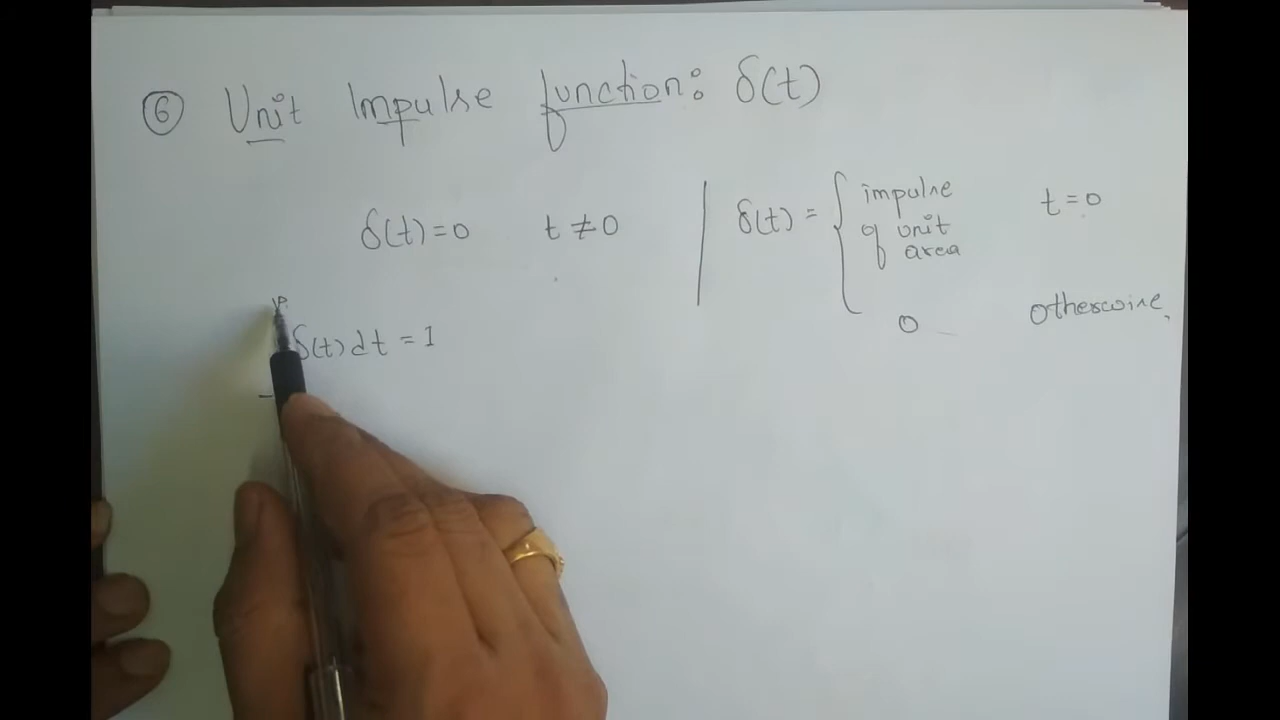 ⑥ Unit Impulse function: δ(t)
δ(t)=0 t≠0
δ(t)dt = 1
δ(t) = { impulse t=0
of unit
area
0 otherwise,